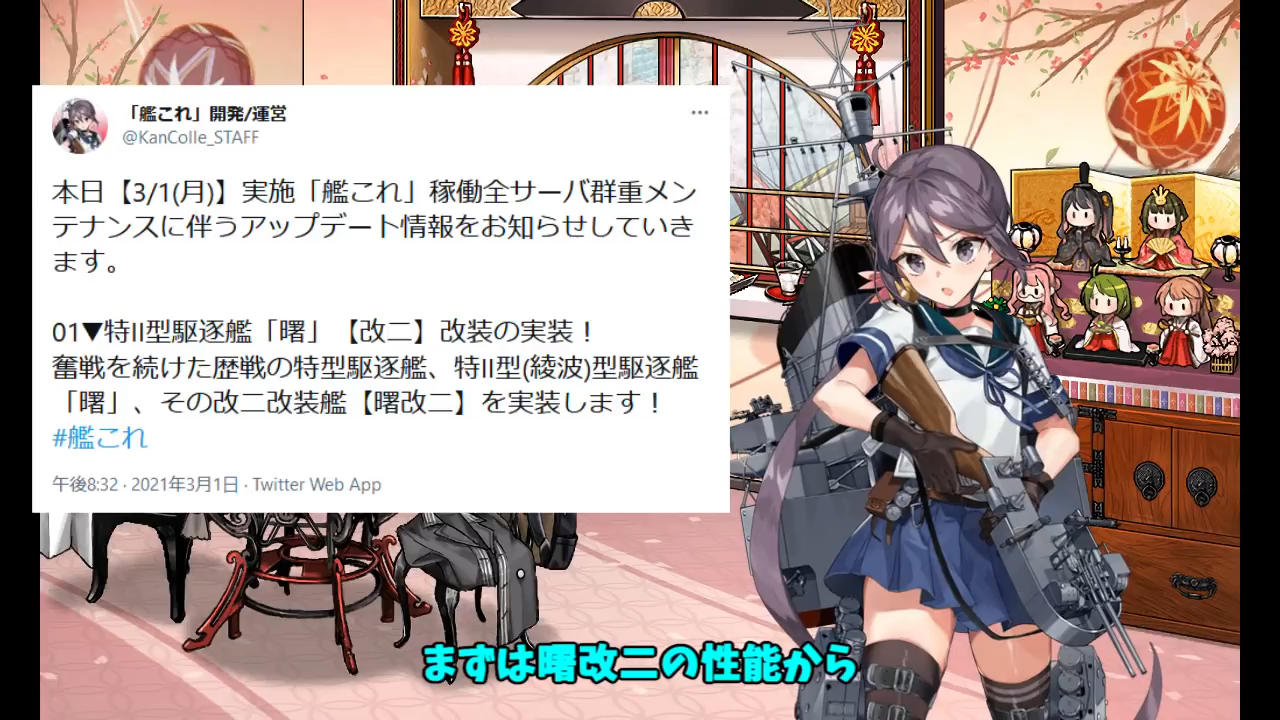 「艦これ」開発/運営
@KanColle_STAFF
本日【3/1(月)】実施「艦これ」稼働全サーバ群重メン
テナンスに伴うアップデート情報をお知らせしていき
ます。
01▼特II型駆逐艦「曙」【改二】改装の実装！
奮戦を続けた歴戦の特型駆逐艦、特II型(綾波)型駆逐艦
「曙」、その改二改装艦【曙改二】を実装します！
#艦これ
午後8:32 · 2021年3月1日 · Twitter Web App
まずは曙改二の性能から